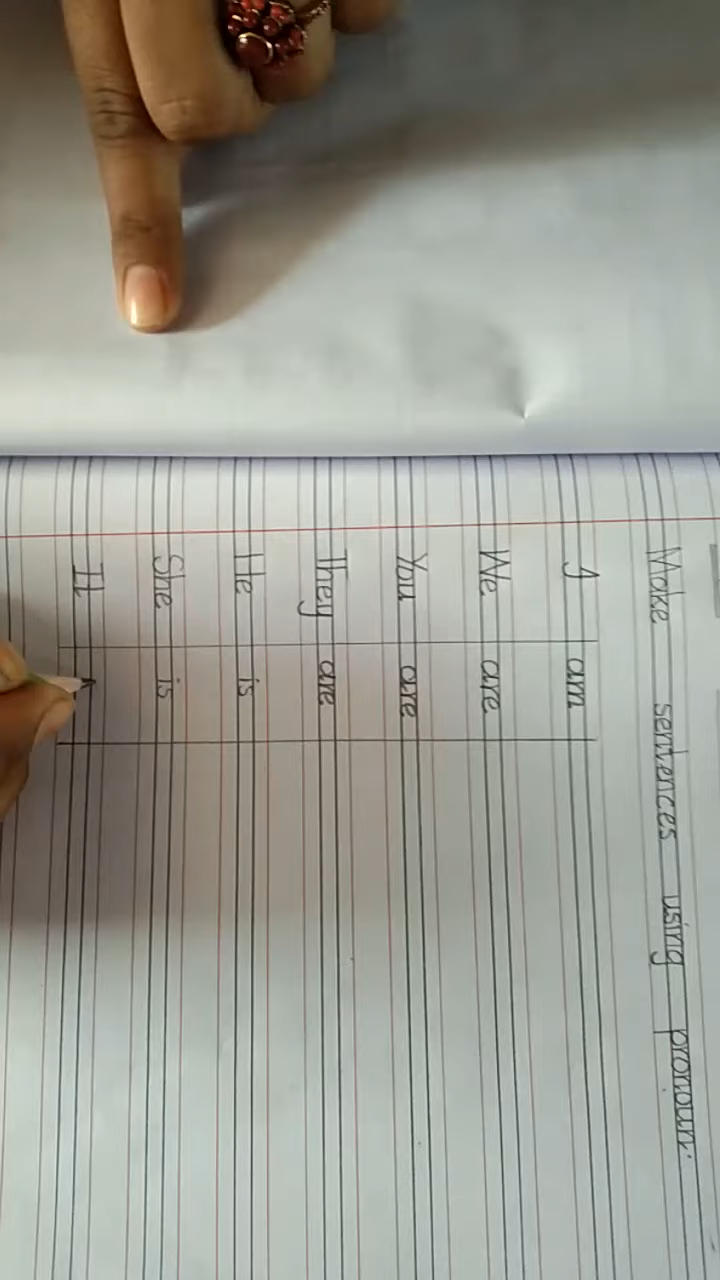 Make sentences using pronoun.
I am
We are
You are
They are
He is
She is
It